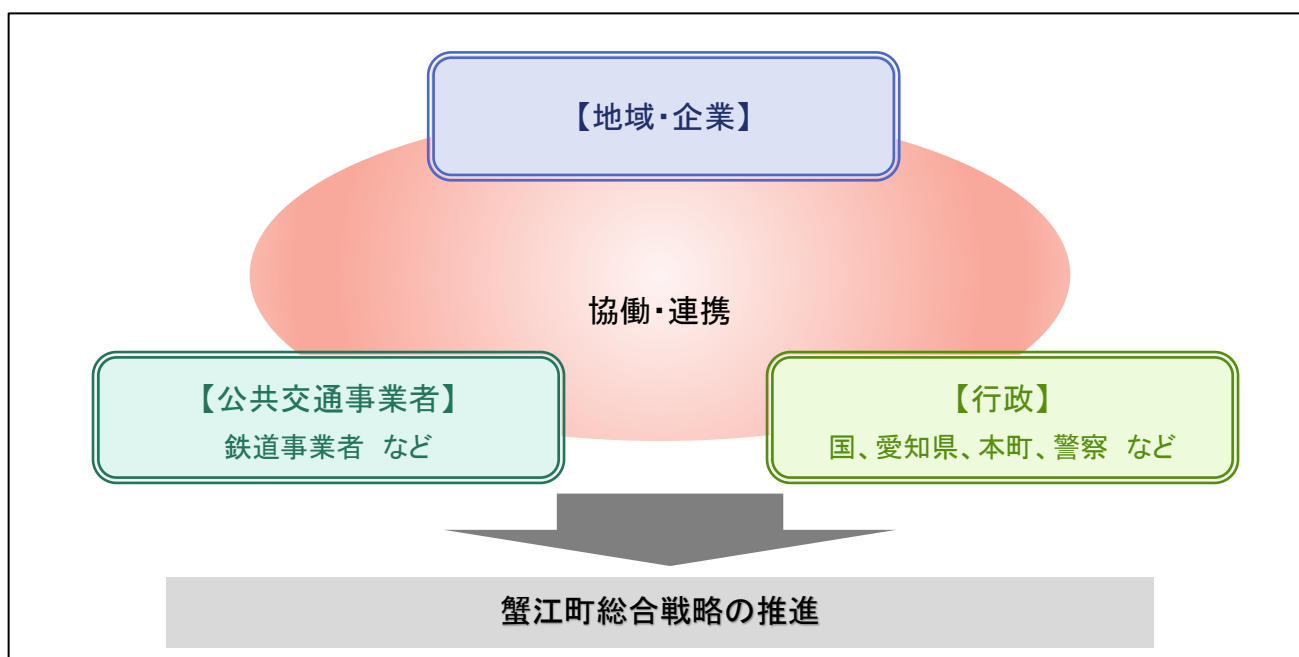 【地域・企業】
協働・連携
【公共交通事業者】
鉄道事業者 など
【行政】
国、愛知県、本町、警察 など
蟹江町総合戦略の推進